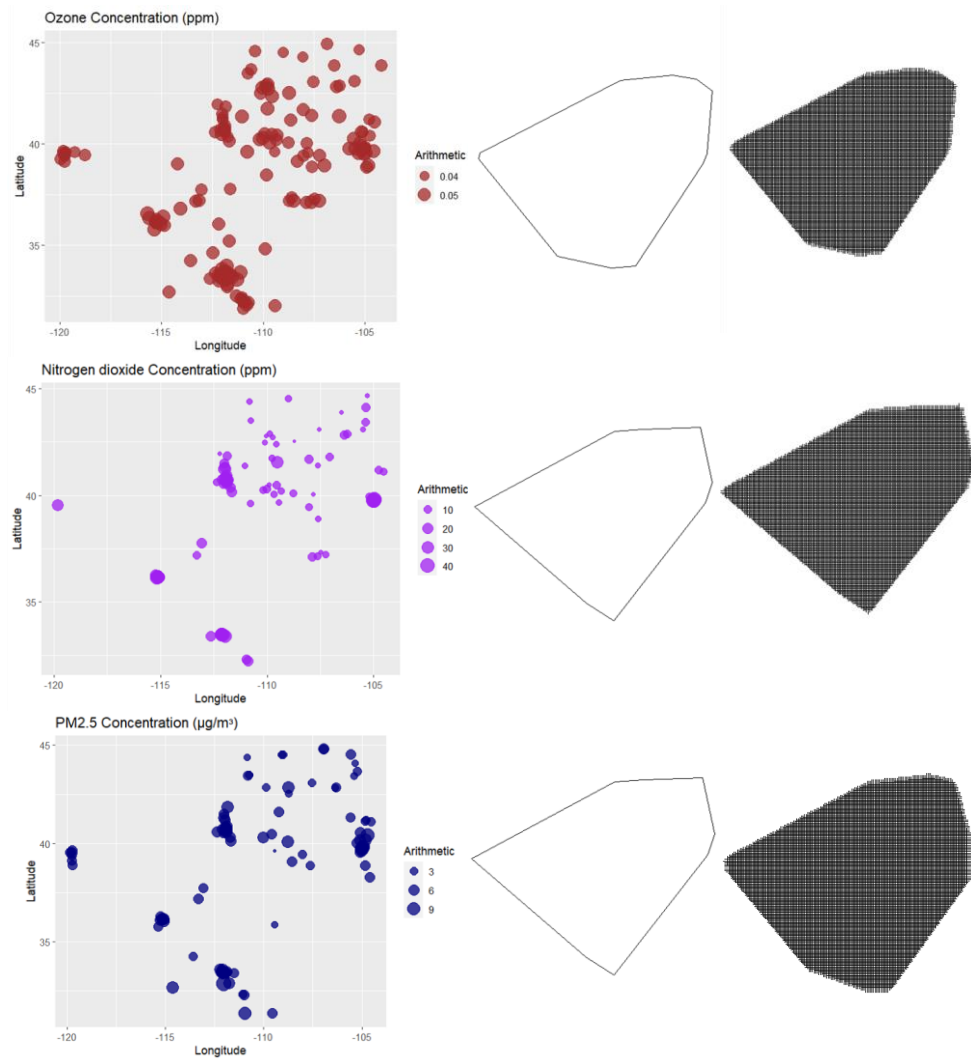 Ozone Concentration (ppm)
45
40
35
Latitude
-120 -115 -110 -105
Longitude
Arithmetic
0.04
0.05
Nitrogen dioxide Concentration (ppm)
45
40
35
Latitude
-120 -115 -110 -105
Longitude
Arithmetic
10
20
30
40
PM2.5 Concentration (µg/m³)
45
40
35
Latitude
-120 -115 -110 -105
Longitude
Arithmetic
3
6
9